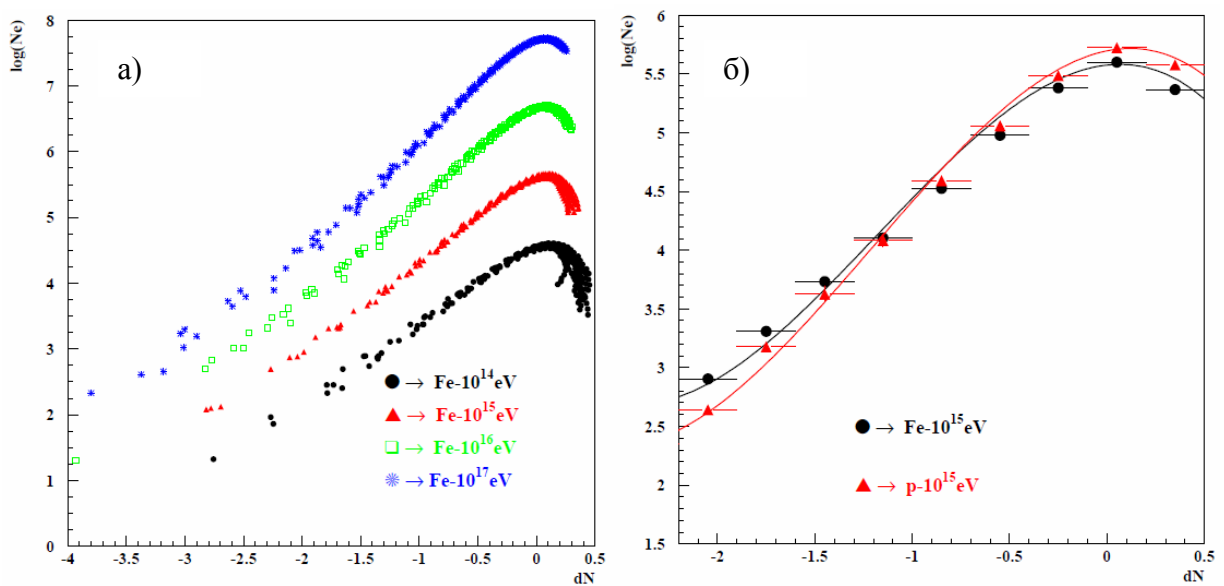 а)
log(Ne)
8
7
6
5
4
3
2
1
0
-4
-3.5
-3
-2.5
-2
-1.5
-1
-0.5
0
0.5
dN
● → Fe-10¹⁴eV
▲ → Fe-10¹⁵eV
❑ → Fe-10¹⁶eV
✳ → Fe-10¹⁷eV
б)
log(Ne)
6
5.5
5
4.5
4
3.5
3
2.5
2
1.5
-2
-1.5
-1
-0.5
0
0.5
dN
● → Fe-10¹⁵eV
▲ → p-10¹⁵eV